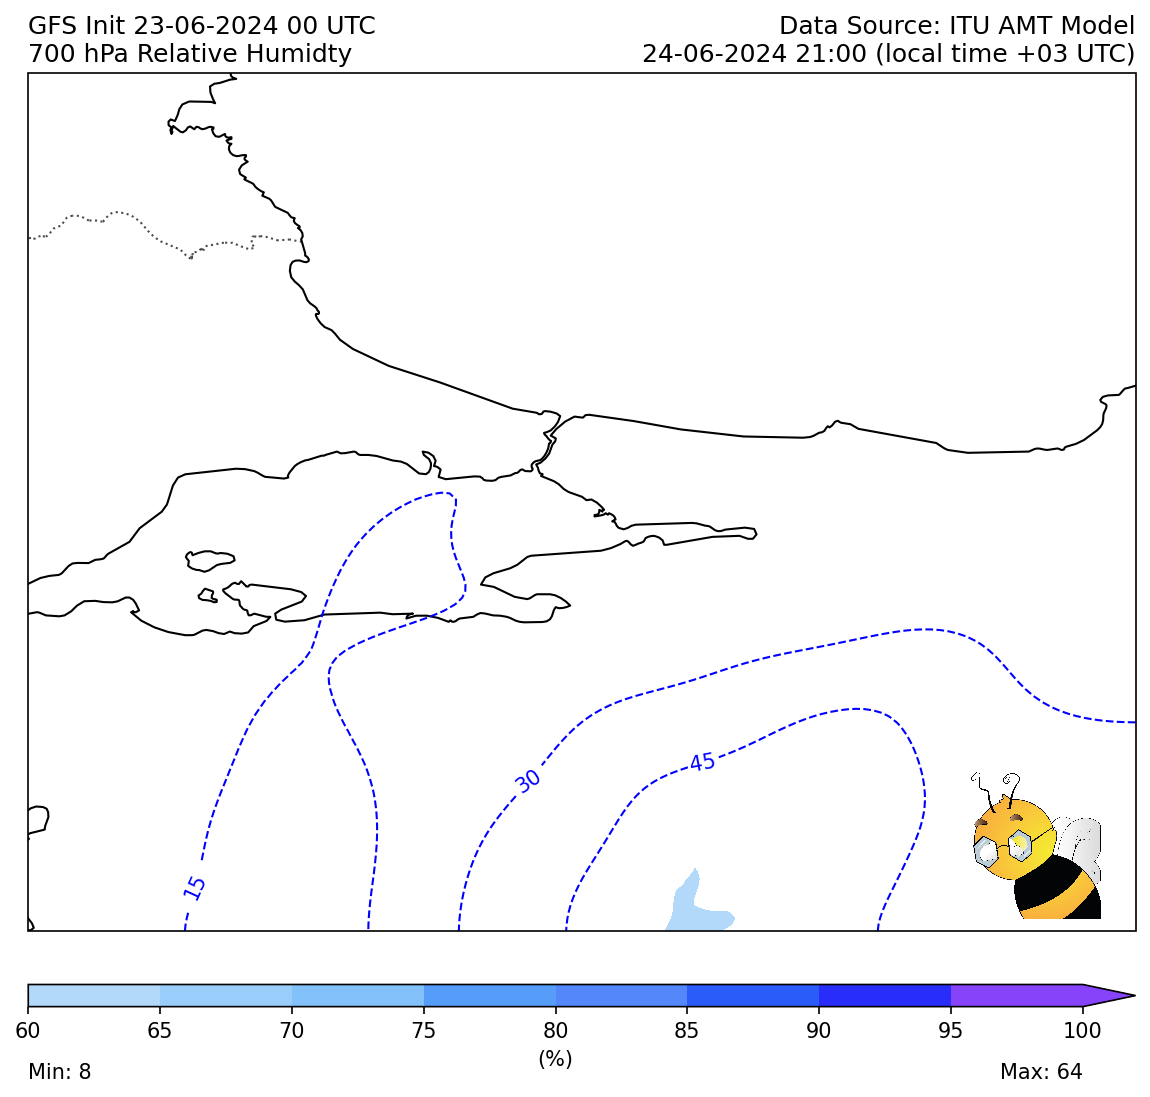 GFS Init 23-06-2024 00 UTC
Data Source: ITU AMT Model
700 hPa Relative Humidty
24-06-2024 21:00 (local time +03 UTC)
45
30
15
60 65 70 75 80 85 90 95 100
(%)
Min: 8
Max: 64